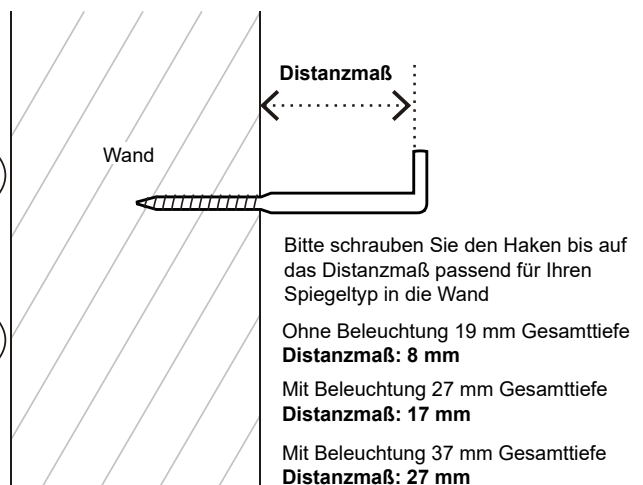 Distanzmaß
Wand
Bitte schrauben Sie den Haken bis auf
das Distanzmaß passend für Ihren
Spiegeltyp in die Wand
Ohne Beleuchtung 19 mm Gesamttiefe
Distanzmaß: 8 mm
Mit Beleuchtung 27 mm Gesamttiefe
Distanzmaß: 17 mm
Mit Beleuchtung 37 mm Gesamttiefe
Distanzmaß: 27 mm